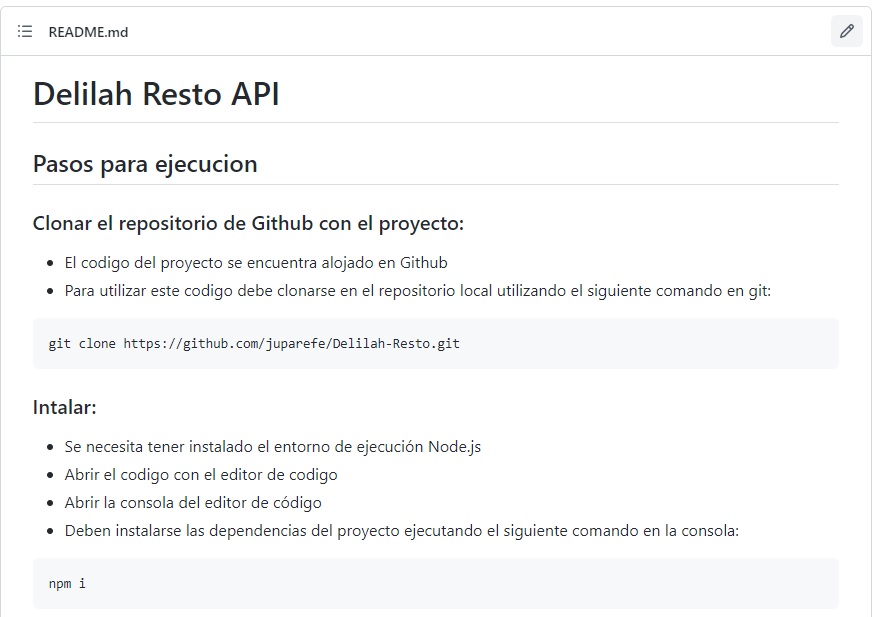 README.md
Delilah Resto API
Pasos para ejecucion
Clonar el repositorio de Github con el proyecto:
El codigo del proyecto se encuentra alojado en Github
Para utilizar este codigo debe clonarse en el repositorio local utilizando el siguiente comando en git:
git clone https://github.com/juparefe/Delilah-Resto.git
Intalar:
Se necesita tener instalado el entorno de ejecución Node.js
Abrir el codigo con el editor de codigo
Abrir la consola del editor de código
Deben instalarse las dependencias del proyecto ejecutando el siguiente comando en la consola:
npm i